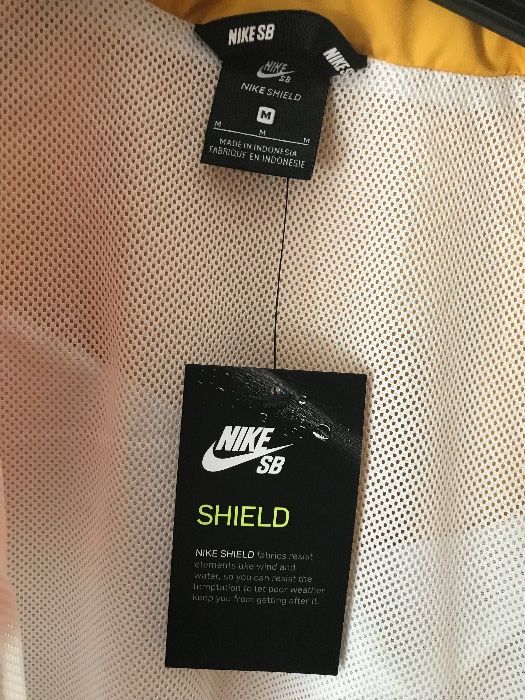 NIKE SB
NIKE SB
NIKE
SB
NIKE SHIELD
M
M M M
MADE IN INDONESIA
FABRIQUE EN INDONESIE
NIKE
SB
SHIELD
NIKE SHIELD fabrics resist
elements like wind and
water, so you can resist the
temptation to let poor weather
keep you from getting after it.